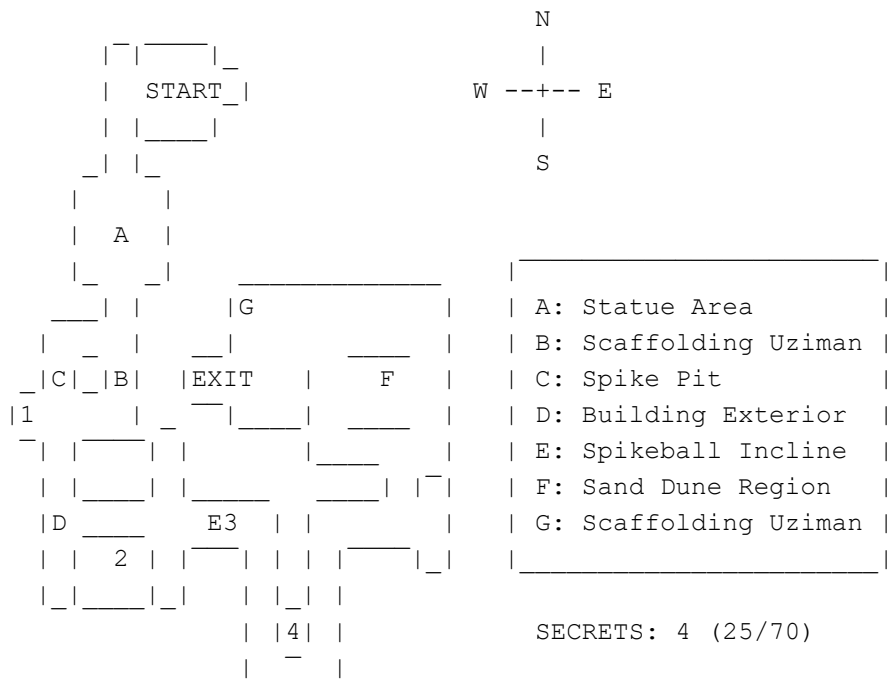 N
START
W --+-- E
S
A
G
A: Statue Area
B: Scaffolding Uziman
C B EXIT F
C: Spike Pit
1
D: Building Exterior
E: Spikeball Incline
F: Sand Dune Region
D E3
G: Scaffolding Uziman
2
4
SECRETS: 4 (25/70)